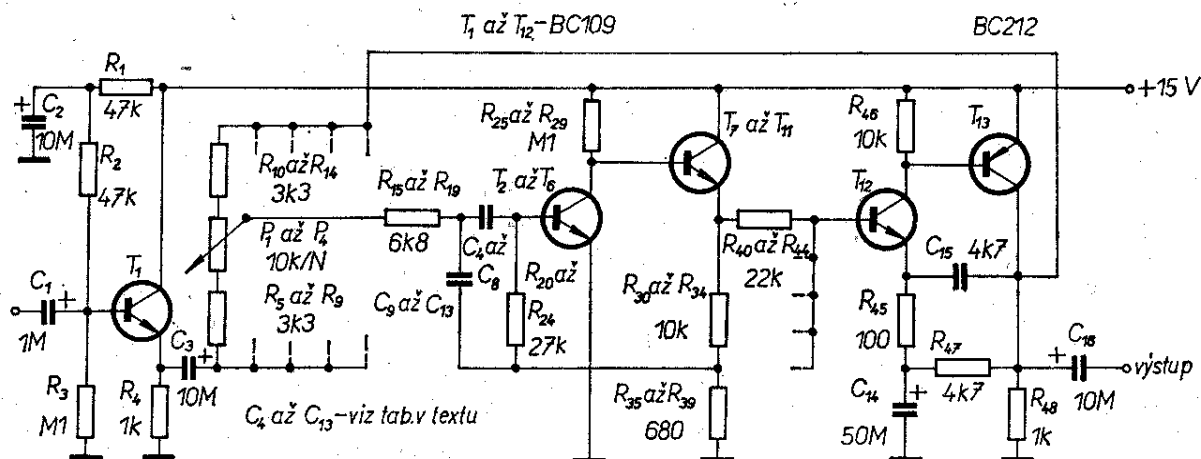 T₁ až T₁₂-BC109
BC212
R₁
47k
+
C₂
10M
R₂
47k
+15 V
R₂₅ až R₂₉
M1
T₇ až T₁₁
R₄₆
10k
T₁₃
R₁₀ až R₁₄
3k3
R₁₅ až R₁₉
6k8
T₂ až T₆
T₁₂
P₁ až P₄
10k/N
C₄ až
C₈
R₄₀ až R₄₄
22k
C₁₅
4k7
T₁
C₁
+
1M
R₅ až R₉
3k3
C₉ až C₁₃
R₂₀ až
R₂₄
27k
R₃₀ až R₃₄
10k
R₄₅
100
C₃
+
10M
R₄₇
4k7
+
C₁₆
10M
výstup
R₃
M1
R₄
1k
C₄ až C₁₃-viz tab. v textu
R₃₅ až R₃₉
680
C₁₄
+
50M
R₄₈
1k